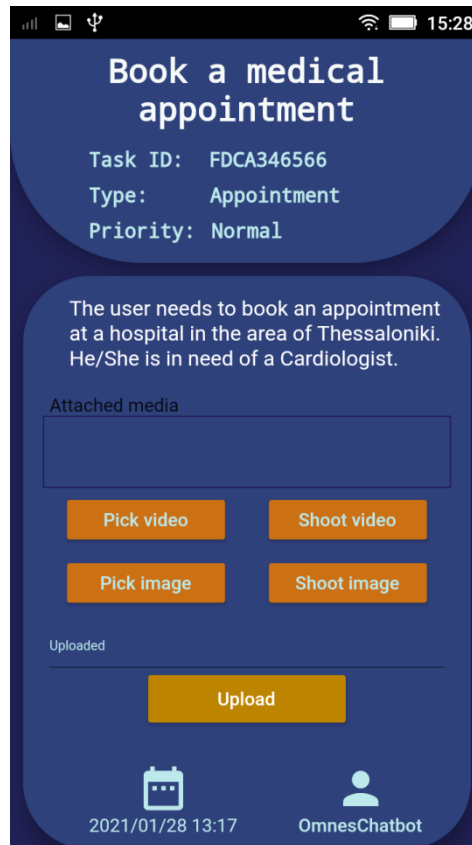 15:28
Book a medical
appointment
Task ID: FDCA346566
Type: Appointment
Priority: Normal
The user needs to book an appointment
at a hospital in the area of Thessaloniki.
He/She is in need of a Cardiologist.
Attached media
Pick video
Shoot video
Pick image
Shoot image
Uploaded
Upload
2021/01/28 13:17
OmnesChatbot